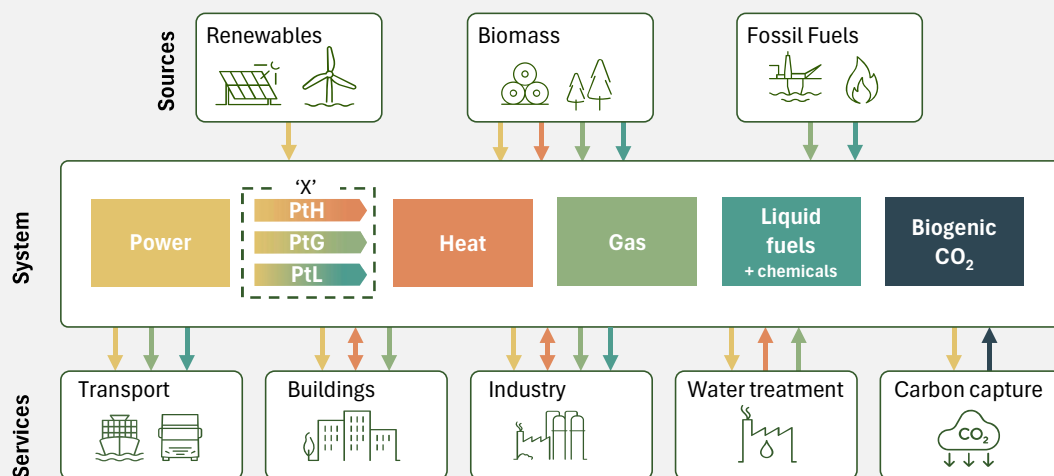 Sources
Renewables
Biomass
Fossil Fuels
System
Power
‘X’
PtH
PtG
PtL
Heat
Gas
Liquid
fuels
+ chemicals
Biogenic
CO₂
Services
Transport
Buildings
Industry
Water treatment
Carbon capture
CO₂